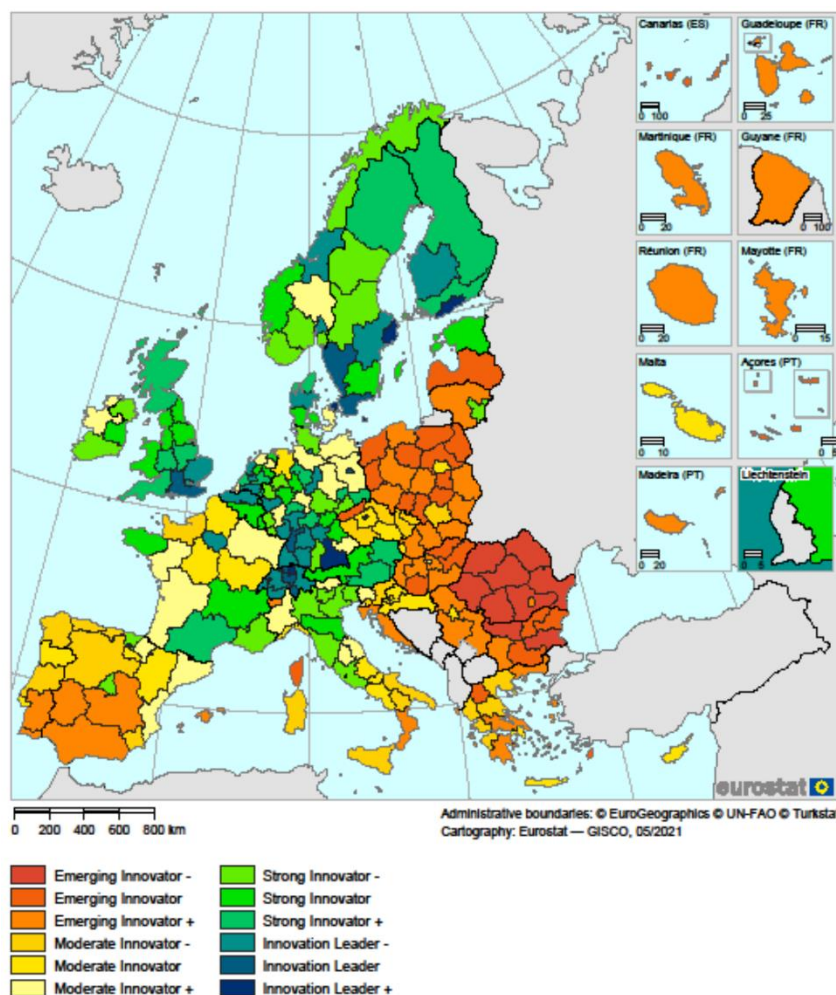 Canarias (ES)
0 100
Guadeloupe (FR)
0 25
Martinique (FR)
0 20
Guyane (FR)
0 100
Réunion (FR)
0 20
Mayotte (FR)
0 15
Malta
0 10
Açores (PT)
0 5
Madeira (PT)
0 20
Liechtenstein
0 5
eurostat
0 200 400 600 800 km
Administrative boundaries: © EuroGeographics © UN-FAO © Turkstat
Cartography: Eurostat — GISCO, 05/2021
Emerging Innovator -
Emerging Innovator
Emerging Innovator +
Moderate Innovator -
Moderate Innovator
Moderate Innovator +
Strong Innovator -
Strong Innovator
Strong Innovator +
Innovation Leader -
Innovation Leader
Innovation Leader +